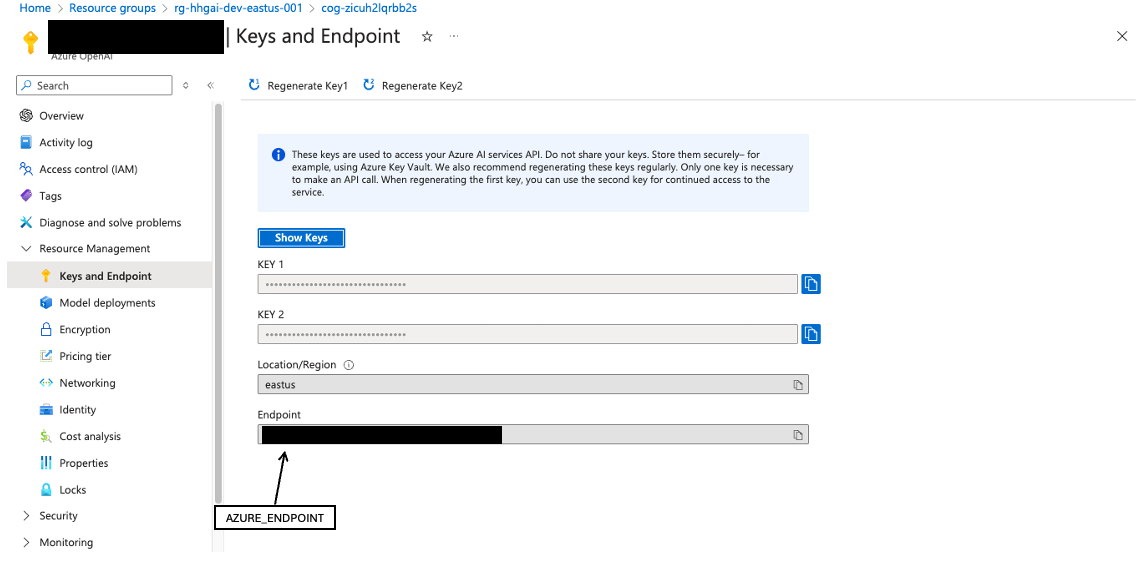 Home > Resource groups > rg-hhgai-dev-eastus-001 > cog-zicuh2lqrbb2s
| Keys and Endpoint ☆ ...
Azure OpenAI
Search
Regenerate Key1 Regenerate Key2
Overview
Activity log
Access control (IAM)
Tags
Diagnose and solve problems
Resource Management
Keys and Endpoint
Model deployments
Encryption
Pricing tier
Networking
Identity
Cost analysis
Properties
Locks
Security
Monitoring
These keys are used to access your Azure AI services API. Do not share your keys. Store them securely– for
example, using Azure Key Vault. We also recommend regenerating these keys regularly. Only one key is necessary
to make an API call. When regenerating the first key, you can use the second key for continued access to the
service.
Show Keys
KEY 1
••••••••••••••••••••••••••••••••
KEY 2
••••••••••••••••••••••••••••••••
Location/Region
eastus
Endpoint
AZURE_ENDPOINT